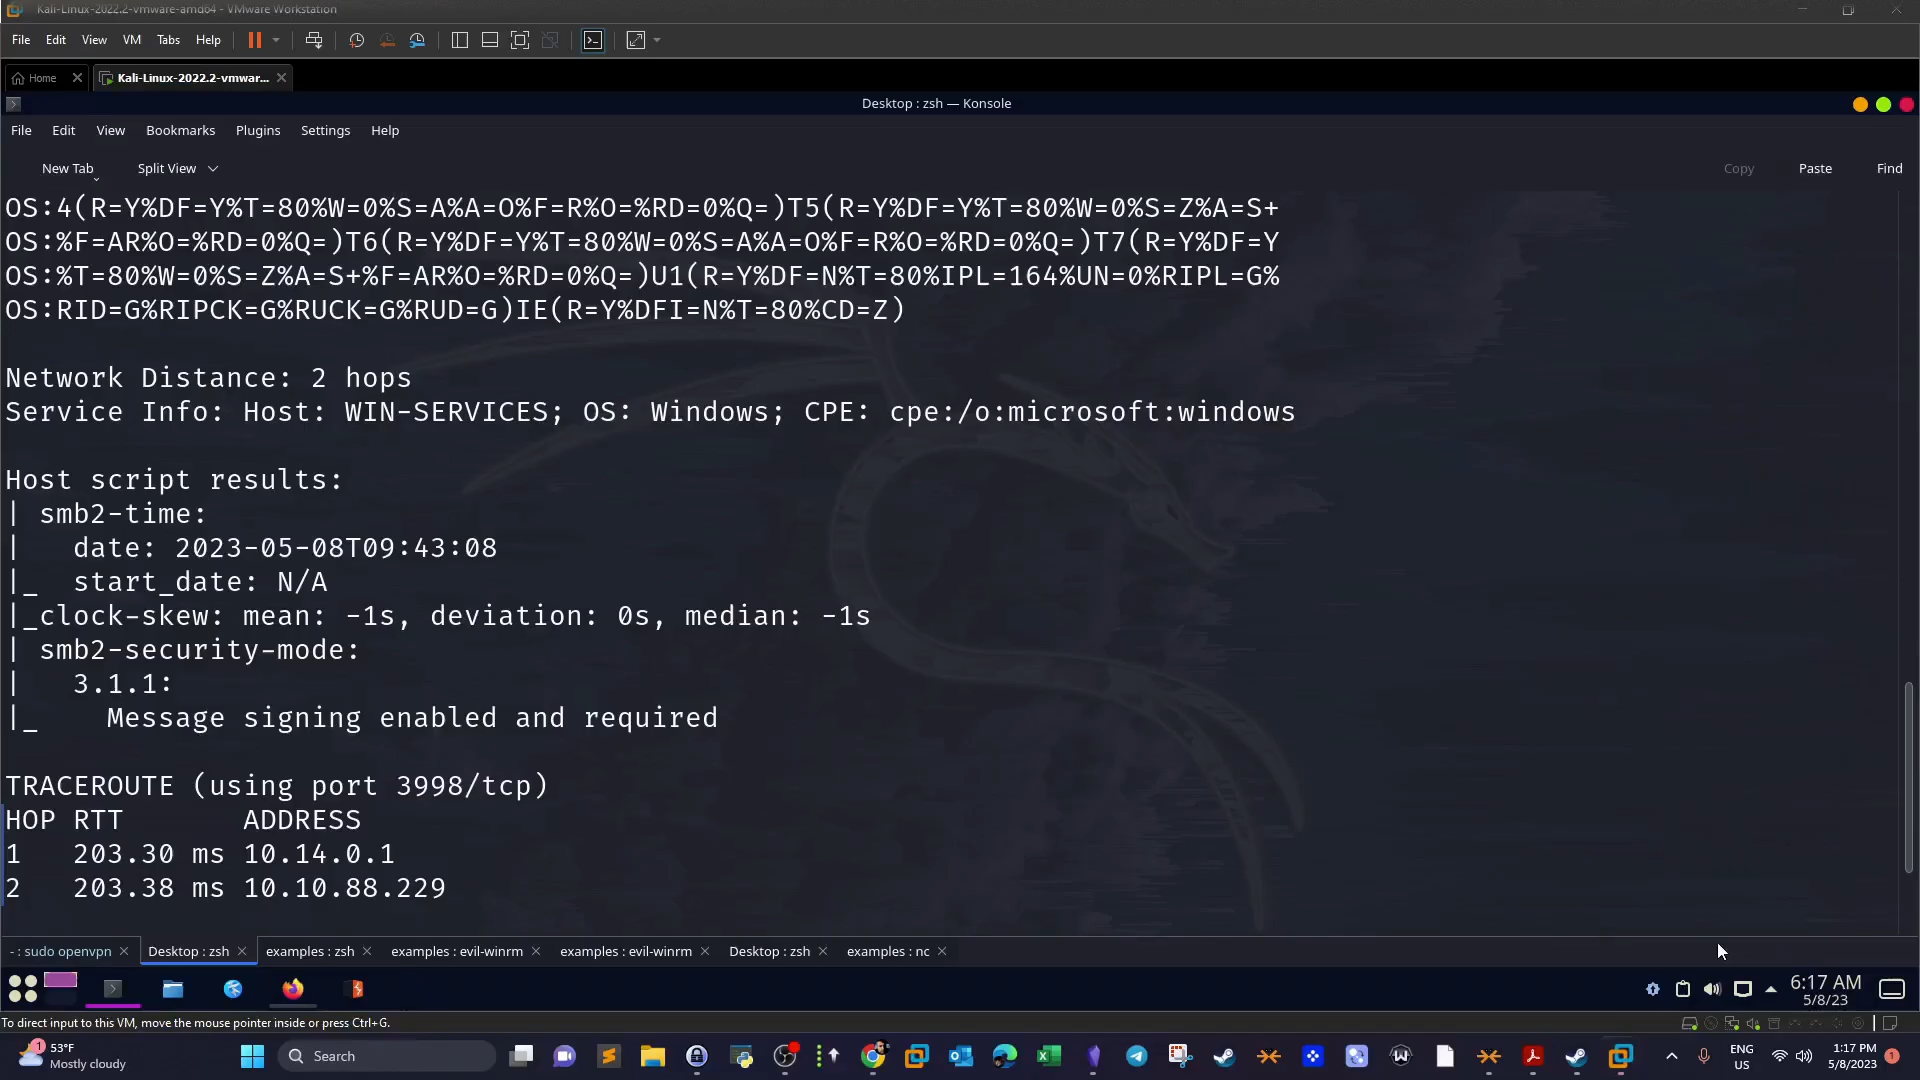 Kali-Linux-2022.2-vmware-amd64 - VMware Workstation
File Edit View VM Tabs Help
Home Kali-Linux-2022.2-vmwar...
Desktop : zsh — Konsole
File Edit View Bookmarks Plugins Settings Help
New Tab Split View Copy Paste Find
OS:4(R=Y%DF=Y%T=80%W=0%S=A%A=O%F=R%O=%RD=0%Q=)T5(R=Y%DF=Y%T=80%W=0%S=Z%A=S+
OS:%F=AR%O=%RD=0%Q=)T6(R=Y%DF=Y%T=80%W=0%S=A%A=O%F=R%O=%RD=0%Q=)T7(R=Y%DF=Y
OS:%T=80%W=0%S=Z%A=S+%F=AR%O=%RD=0%Q=)U1(R=Y%DF=N%T=80%IPL=164%UN=0%RIPL=G%
OS:RID=G%RIPCK=G%RUCK=G%RUD=G)IE(R=Y%DFI=N%T=80%CD=Z)
Network Distance: 2 hops
Service Info: Host: WIN-SERVICES; OS: Windows; CPE: cpe:/o:microsoft:windows
Host script results:
| smb2-time:
|   date: 2023-05-08T09:43:08
|_  start_date: N/A
|_clock-skew: mean: -1s, deviation: 0s, median: -1s
| smb2-security-mode:
|   3.1.1:
|_    Message signing enabled and required
TRACEROUTE (using port 3998/tcp)
HOP RTT       ADDRESS
1   203.30 ms 10.14.0.1
2   203.38 ms 10.10.88.229
- : sudo openvpn Desktop : zsh examples : zsh examples : evil-winrm examples : evil-winrm Desktop : zsh examples : nc
6:17 AM
5/8/23
To direct input to this VM, move the mouse pointer inside or press Ctrl+G.
1 53°F
Mostly cloudy
Search
ENG
US
1:17 PM
5/8/2023
1